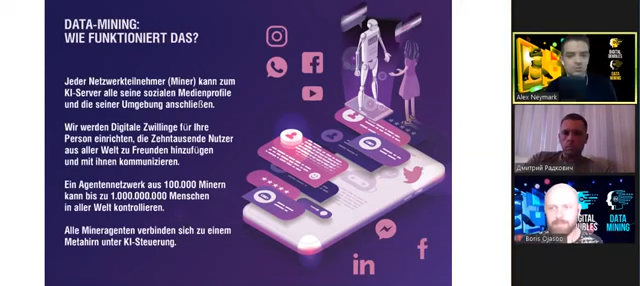 DATA-MINING:
WIE FUNKTIONIERT DAS?
Jeder Netzwerkteilnehmer (Miner) kann zum
KI-Server alle seine sozialen Medienprofile
und die seiner Umgebung anschließen.
Wir werden Digitale Zwillinge für Ihre
Person einrichten, die Zehntausende Nutzer
aus aller Welt zu Freunden hinzufügen
und mit ihnen kommunizieren.
Ein Agentennetzwerk aus 100.000 Minern
kann bis zu 1.000.000.000 Menschen
in aller Welt kontrollieren.
Alle Mineragenten verbinden sich zu einem
Metahirn unter KI-Steuerung.
in
f
DIGITAL
DOUBLES
DATA
MINING
Alex Neymark
Дмитрий Радкович
DATA
MINING
Boris